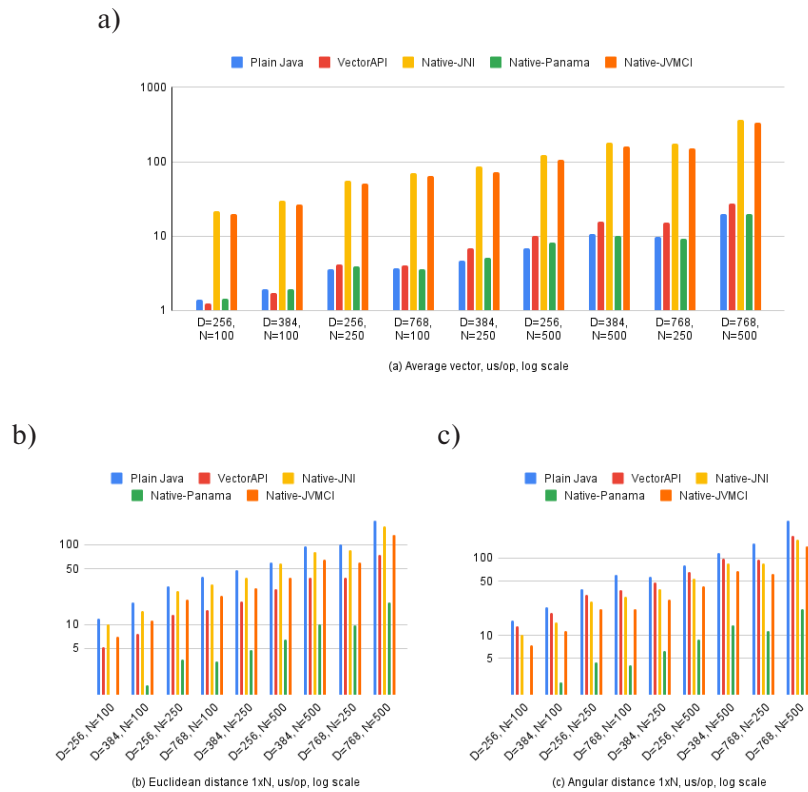 a)
Plain Java VectorAPI Native-JNI Native-Panama Native-JVMCI
1000
100
10
1
D=256, D=384, D=256, D=768, D=384, D=256, D=384, D=768, D=768,
N=100 N=100 N=250 N=100 N=250 N=500 N=500 N=250 N=500
(a) Average vector, us/op, log scale
b)
Plain Java VectorAPI Native-JNI
Native-Panama Native-JVMCI
100
50
10
5
D=256, N=100
D=384, N=100
D=256, N=250
D=768, N=100
D=384, N=250
D=256, N=500
D=384, N=500
D=768, N=250
D=768, N=500
(b) Euclidean distance 1xN, us/op, log scale
c)
Plain Java VectorAPI Native-JNI
Native-Panama Native-JVMCI
100
50
10
5
D=256, N=100
D=384, N=100
D=256, N=250
D=768, N=100
D=384, N=250
D=256, N=500
D=384, N=500
D=768, N=250
D=768, N=500
(c) Angular distance 1xN, us/op, log scale